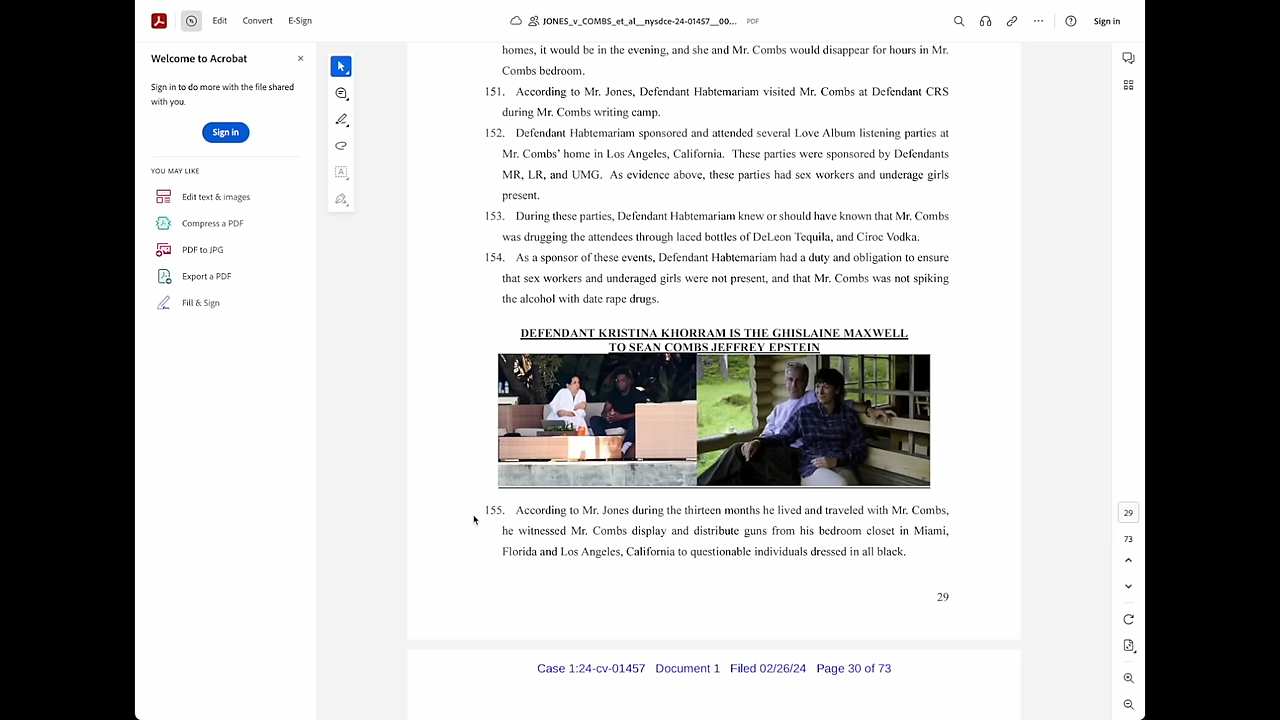 Edit
Convert
E-Sign
JONES_v_COMBS_et_al__nysdce-24-01457__00...
PDF
Sign in
Welcome to Acrobat
Sign in to do more with the file shared
with you.
Sign in
YOU MAY LIKE
Edit text & images
Compress a PDF
PDF to JPG
Export a PDF
Fill & Sign
homes, it would be in the evening, and she and Mr. Combs would disappear for hours in Mr.
Combs bedroom.
151. According to Mr. Jones, Defendant Habtemariam visited Mr. Combs at Defendant CRS
during Mr. Combs writing camp.
152. Defendant Habtemariam sponsored and attended several Love Album listening parties at
Mr. Combs' home in Los Angeles, California. These parties were sponsored by Defendants
MR, LR, and UMG. As evidence above, these parties had sex workers and underage girls
present.
153. During these parties, Defendant Habtemariam knew or should have known that Mr. Combs
was drugging the attendees through laced bottles of DeLeon Tequila, and Ciroc Vodka.
154. As a sponsor of these events, Defendant Habtemariam had a duty and obligation to ensure
that sex workers and underaged girls were not present, and that Mr. Combs was not spiking
the alcohol with date rape drugs.
DEFENDANT KRISTINA KHORRAM IS THE GHISLAINE MAXWELL
TO SEAN COMBS JEFFREY EPSTEIN
155. According to Mr. Jones during the thirteen months he lived and traveled with Mr. Combs,
he witnessed Mr. Combs display and distribute guns from his bedroom closet in Miami,
Florida and Los Angeles, California to questionable individuals dressed in all black.
29
Case 1:24-cv-01457 Document 1 Filed 02/26/24 Page 30 of 73
29
73